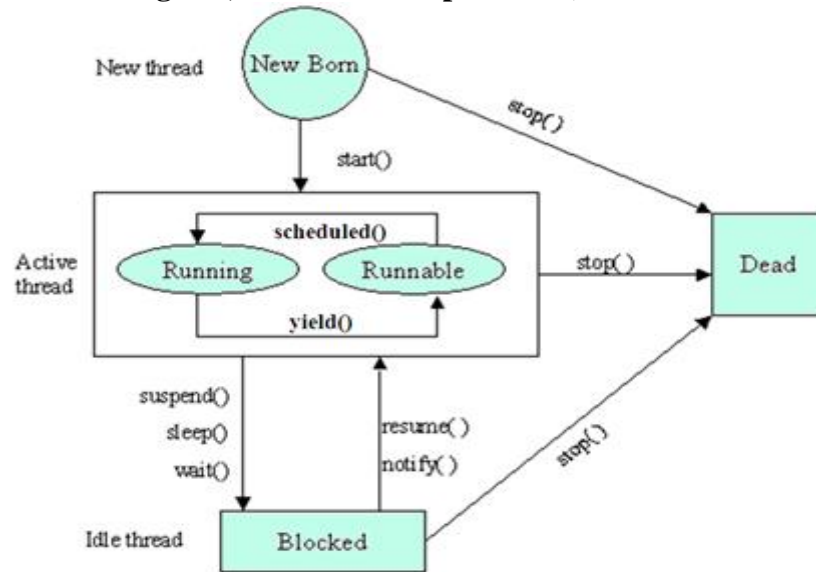 New thread
New Born
stop()
start()
scheduled()
Active
thread
Running
Runnable
stop( )
Dead
yield()
suspend()
sleep()
wait()
resume( )
notify( )
stop( )
Idle thread
Blocked